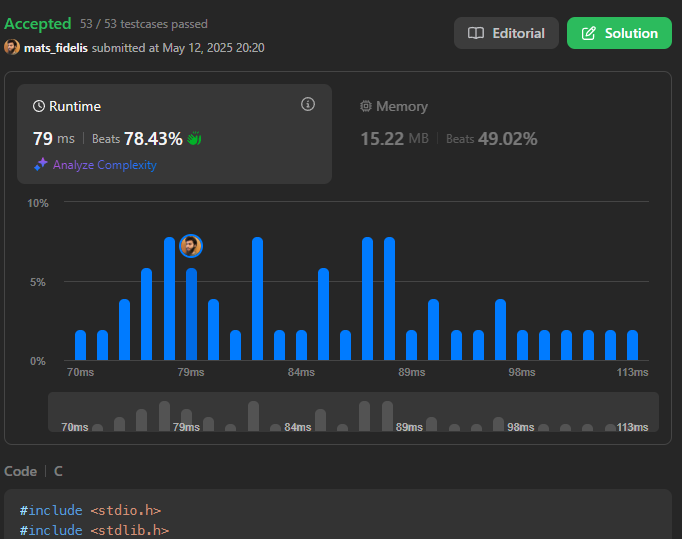 Accepted 53 / 53 testcases passed
mats_fidelis submitted at May 12, 2025 20:20
Editorial
Solution
Runtime
79 ms | Beats 78.43%
Analyze Complexity
Memory
15.22 MB | Beats 49.02%
10%
5%
0%
70ms 79ms 84ms 89ms 98ms 113ms
70ms 79ms 84ms 89ms 98ms 113ms
Code | C
#include <stdio.h>
#include <stdlib.h>